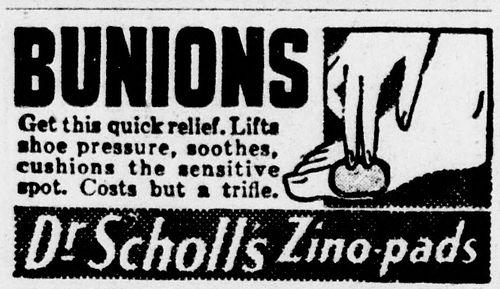 BUNIONS
Get this quick relief. Lifts
shoe pressure, soothes,
cushions the sensitive
spot. Costs but a trifle.
Dr Scholl's Zino-pads